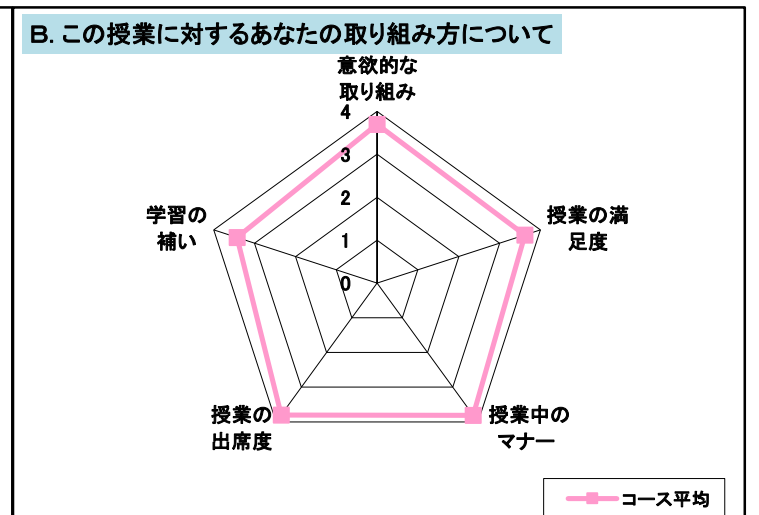 B. この授業に対するあなたの取り組み方について
意欲的な
取り組み
4
3
2
1
0
授業の満
足度
授業中の
マナー
授業の
出席度
学習の
補い
コース平均